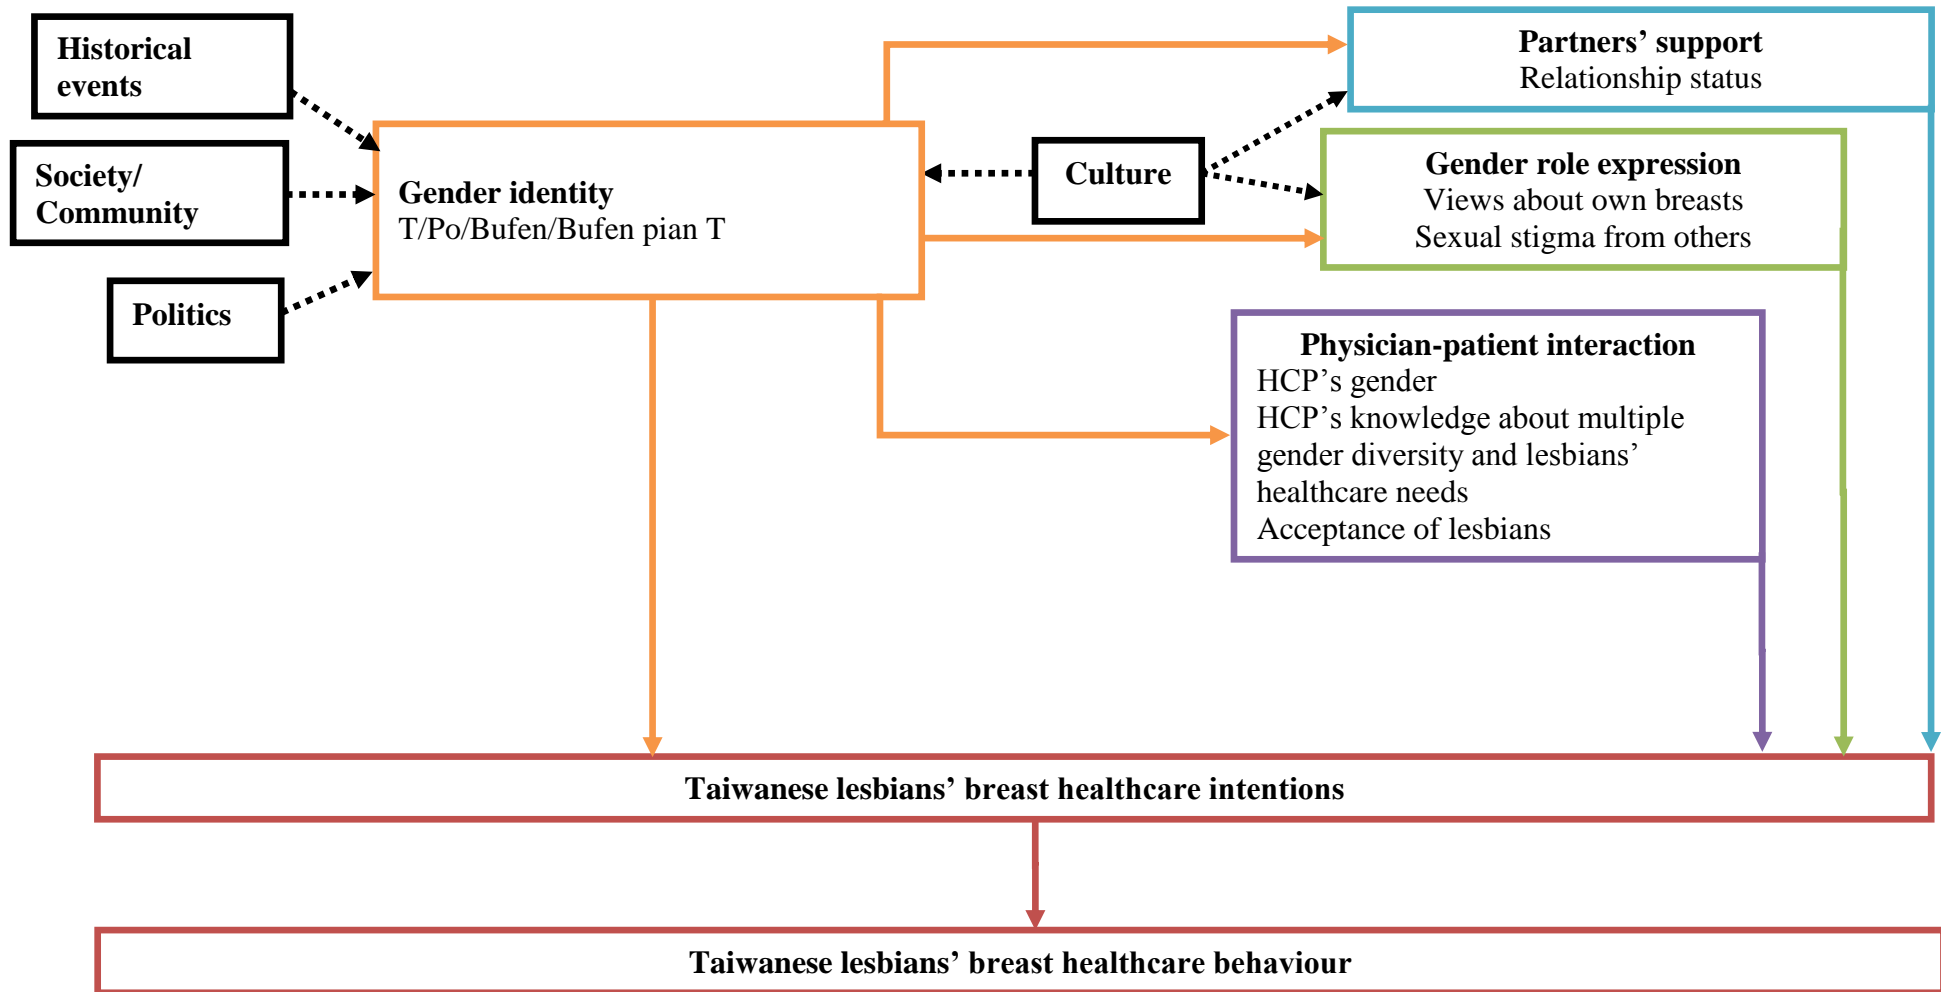 Historical
events
Society/
Community
Politics
Gender identity
T/Po/Bufen/Bufen pian T
Culture
Partners’ support
Relationship status
Gender role expression
Views about own breasts
Sexual stigma from others
Physician-patient interaction
HCP’s gender
HCP’s knowledge about multiple
gender diversity and lesbians’
healthcare needs
Acceptance of lesbians
Taiwanese lesbians’ breast healthcare intentions
Taiwanese lesbians’ breast healthcare behaviour